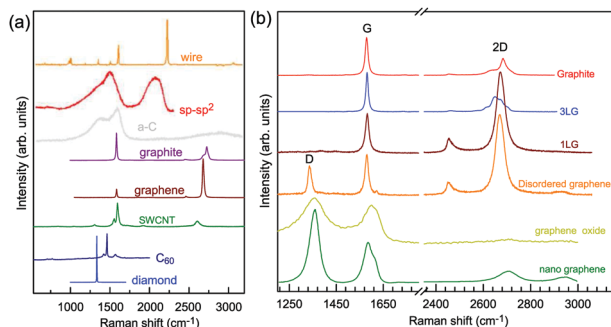 (a)
wire
sp-sp²
a-C
graphite
graphene
SWCNT
C₆₀
diamond
Intensity (arb. units)
1000 1500 2000 2500 3000
Raman shift (cm⁻¹)
(b)
G
2D
Graphite
3LG
1LG
D
Disordered graphene
graphene oxide
nano graphene
Intensity (arb. units)
1250 1450 1650 2400 2600 2800 3000
Raman shift (cm⁻¹)